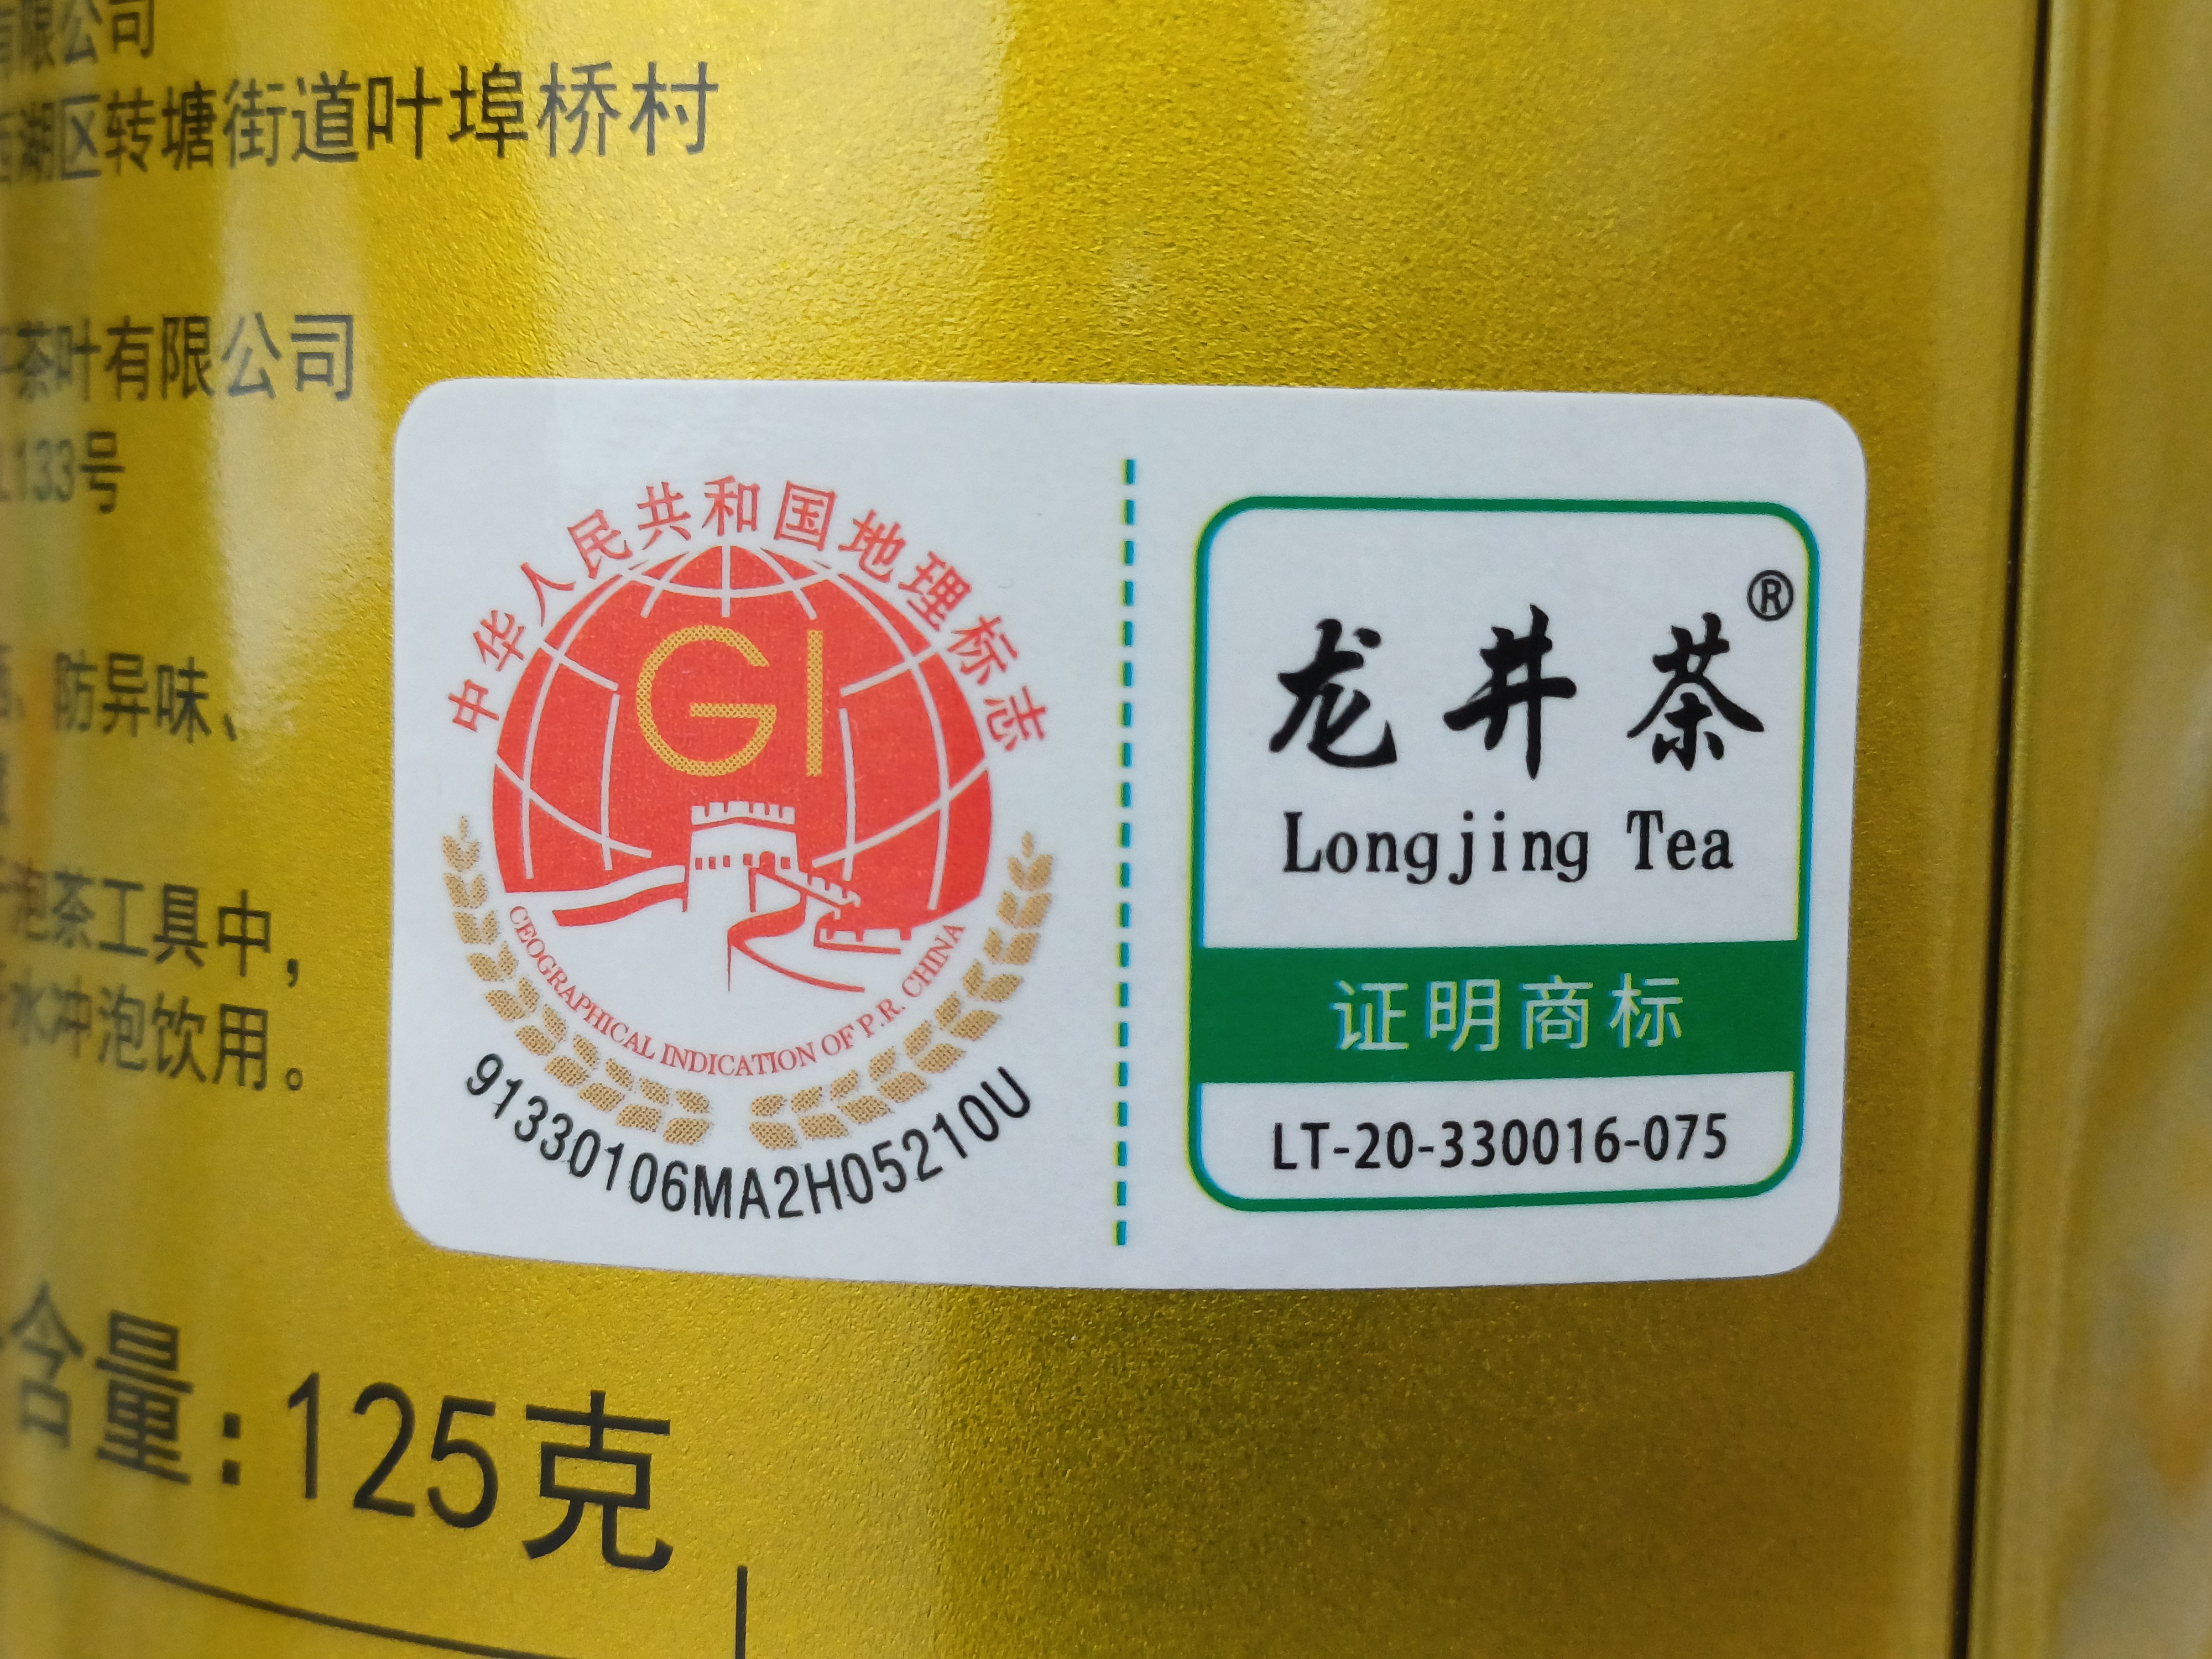 有限公司
西湖区转塘街道叶埠桥村
茶叶有限公司
1133号
防异味、
泡茶工具中，
水冲泡饮用。
含量：125克
中华人民共和国地理标志
GI
CEOGRAPHICAL INDICATION OF P.R. CHINA
91330106MA2H05210U
龙井茶®
Longjing Tea
证明商标
LT-20-330016-075